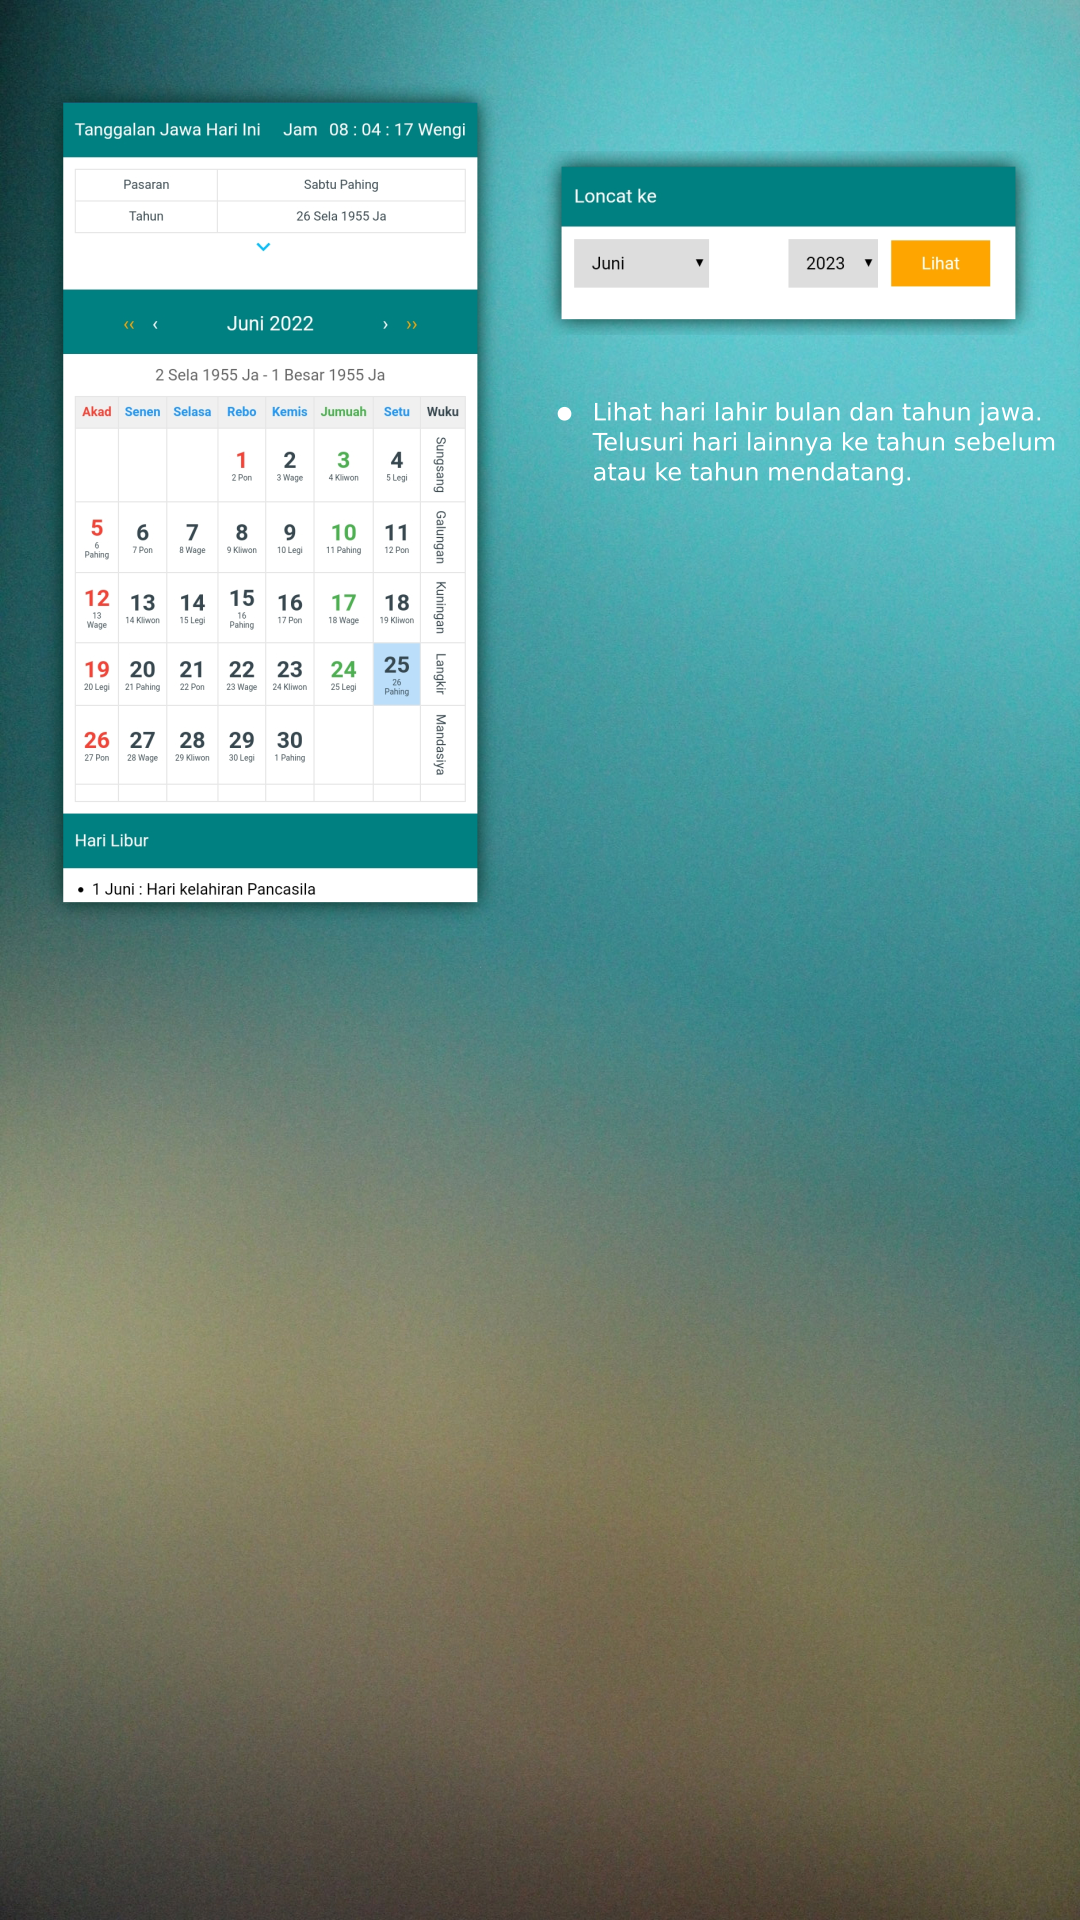 Tanggalan Jawa Hari Ini Jam 08 : 04 : 17 Wengi
Pasaran Sabtu Pahing
Tahun 26 Sela 1955 Ja
‹‹ ‹ Juni 2022 › ››
2 Sela 1955 Ja - 1 Besar 1955 Ja
Akad Senen Selasa Rebo Kemis Jumuah Setu Wuku
1 2 3 4 Sungsang
2 Pon 3 Wage 4 Kliwon 5 Legi
5 6 7 8 9 10 11 Galungan
6 Pahing 7 Pon 8 Wage 9 Kliwon 10 Legi 11 Pahing 12 Pon
12 13 14 15 16 17 18 Kuningan
13 Wage 14 Kliwon 15 Legi 16 Pahing 17 Pon 18 Wage 19 Kliwon
19 20 21 22 23 24 25 Langkir
20 Legi 21 Pahing 22 Pon 23 Wage 24 Kliwon 25 Legi 26 Pahing
26 27 28 29 30 Mandasiya
27 Pon 28 Wage 29 Kliwon 30 Legi 1 Pahing
Hari Libur
• 1 Juni : Hari kelahiran Pancasila
Loncat ke
Juni 2023 Lihat
● Lihat hari lahir bulan dan tahun jawa.
Telusuri hari lainnya ke tahun sebelum
atau ke tahun mendatang.